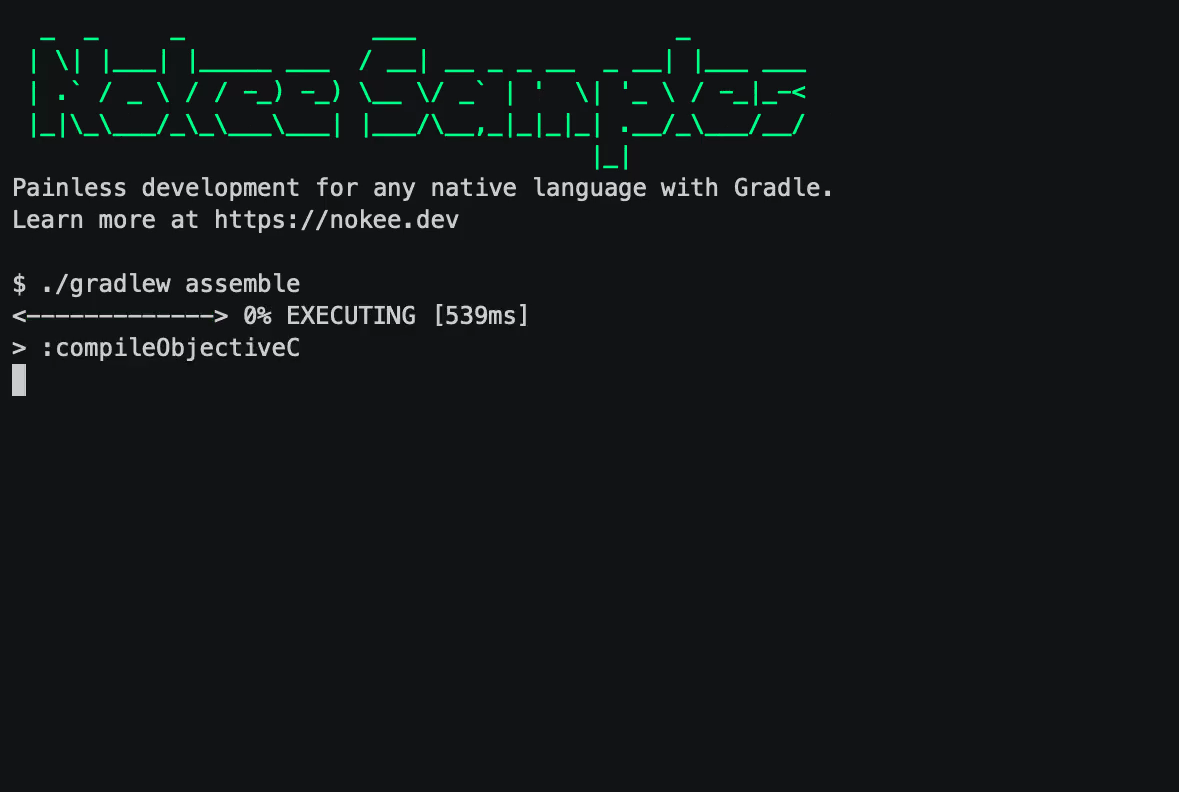 Nokee Samples
Painless development for any native language with Gradle.
Learn more at https://nokee.dev
$ ./gradlew assemble
<-------------> 0% EXECUTING [539ms]
> :compileObjectiveC